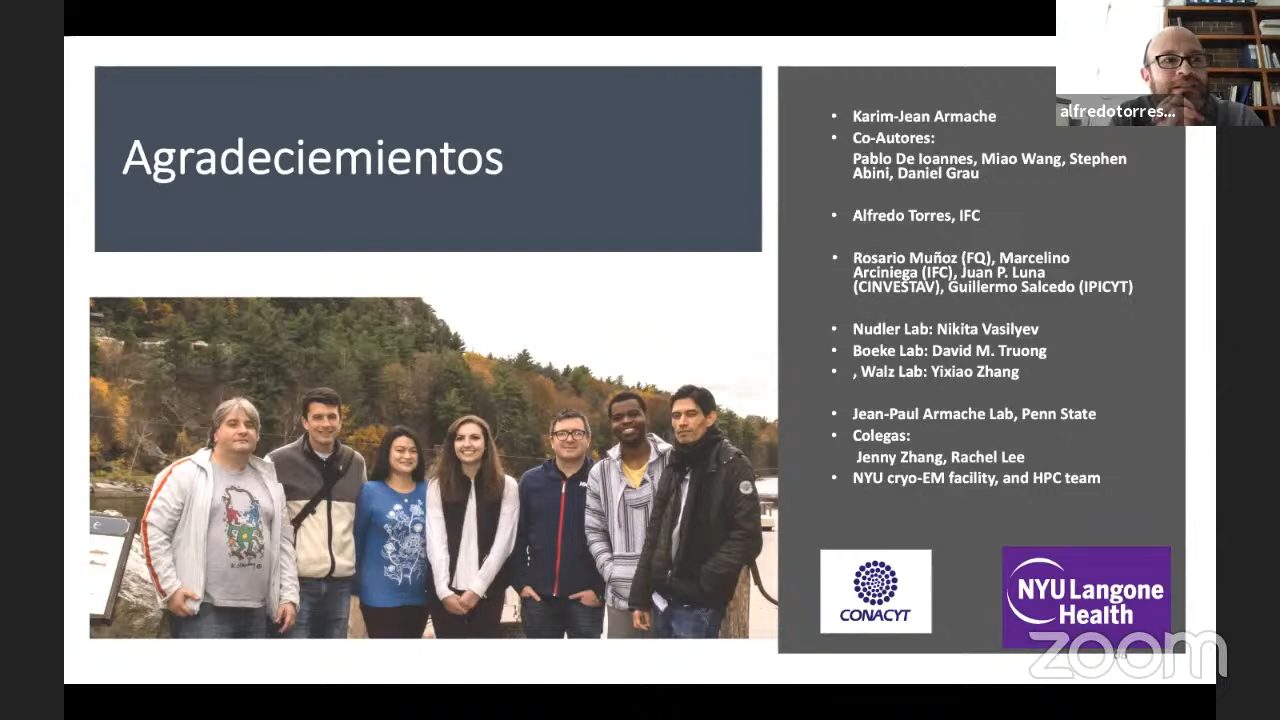 Agradeciemientos
• Karim-Jean Armache
• Co-Autores:
Pablo De Ioannes, Miao Wang, Stephen
Abini, Daniel Grau
• Alfredo Torres, IFC
• Rosario Muñoz (FQ), Marcelino
Arciniega (IFC), Juan P. Luna
(CINVESTAV), Guillermo Salcedo (IPICYT)
• Nudler Lab: Nikita Vasilyev
• Boeke Lab: David M. Truong
• , Walz Lab: Yixiao Zhang
• Jean-Paul Armache Lab, Penn State
• Colegas:
Jenny Zhang, Rachel Lee
• NYU cryo-EM facility, and HPC team
CONACYT
NYU Langone
Health
zoom
alfredotorres...